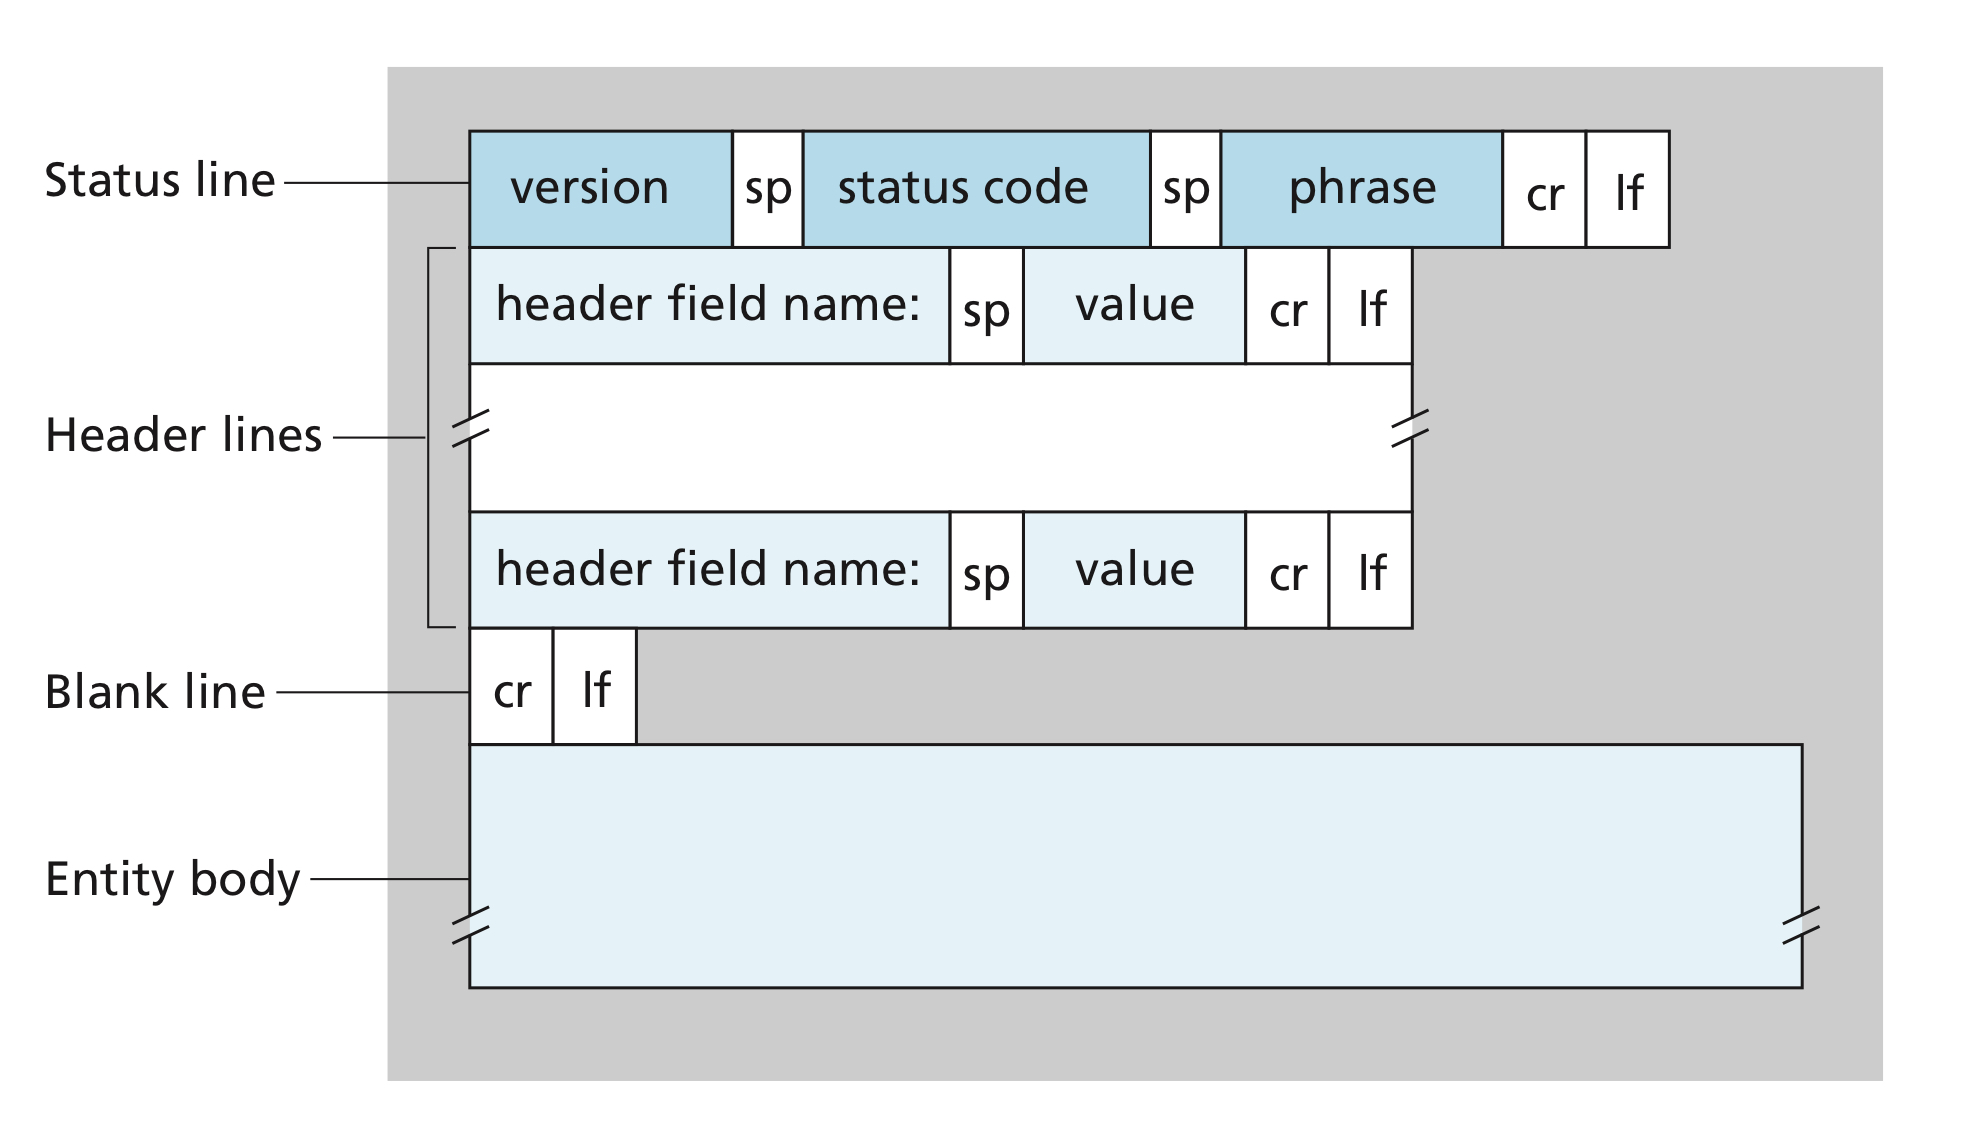 Status line version sp status code sp phrase cr lf
header field name: sp value cr lf
Header lines
header field name: sp value cr lf
Blank line cr lf
Entity body